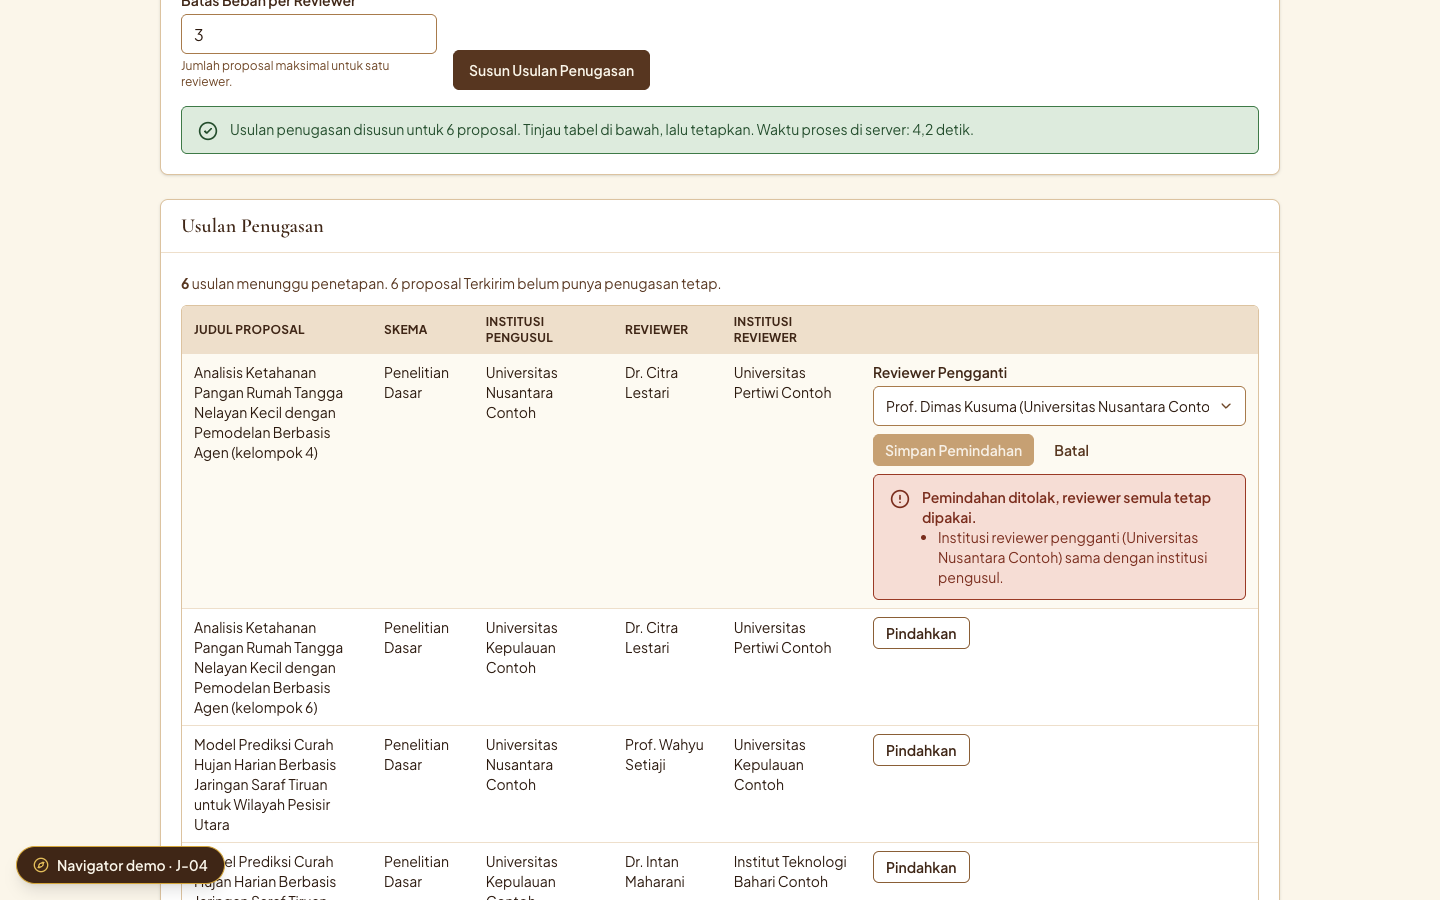 Batas Beban per Reviewer
3
Jumlah proposal maksimal untuk satu
reviewer.
Susun Usulan Penugasan
Usulan penugasan disusun untuk 6 proposal. Tinjau tabel di bawah, lalu tetapkan. Waktu proses di server: 4,2 detik.
Usulan Penugasan
6 usulan menunggu penetapan. 6 proposal Terkirim belum punya penugasan tetap.
JUDUL PROPOSAL
SKEMA
INSTITUSI
PENGUSUL
REVIEWER
INSTITUSI
REVIEWER
Analisis Ketahanan
Pangan Rumah Tangga
Nelayan Kecil dengan
Pemodelan Berbasis
Agen (kelompok 4)
Penelitian
Dasar
Universitas
Nusantara
Contoh
Dr. Citra
Lestari
Universitas
Pertiwi Contoh
Reviewer Pengganti
Prof. Dimas Kusuma (Universitas Nusantara Conto
Simpan Pemindahan
Batal
Pemindahan ditolak, reviewer semula tetap
dipakai.
• Institusi reviewer pengganti (Universitas
Nusantara Contoh) sama dengan institusi
pengusul.
Analisis Ketahanan
Pangan Rumah Tangga
Nelayan Kecil dengan
Pemodelan Berbasis
Agen (kelompok 6)
Penelitian
Dasar
Universitas
Kepulauan
Contoh
Dr. Citra
Lestari
Universitas
Pertiwi Contoh
Pindahkan
Model Prediksi Curah
Hujan Harian Berbasis
Jaringan Saraf Tiruan
untuk Wilayah Pesisir
Utara
Penelitian
Dasar
Universitas
Nusantara
Contoh
Prof. Wahyu
Setiaji
Universitas
Kepulauan
Contoh
Pindahkan
Prediksi Curah
Harian Berbasis
Penelitian
Dasar
Universitas
Kepulauan
Dr. Intan
Maharani
Institut Teknologi
Bahari Contoh
Pindahkan
Navigator demo · J-04